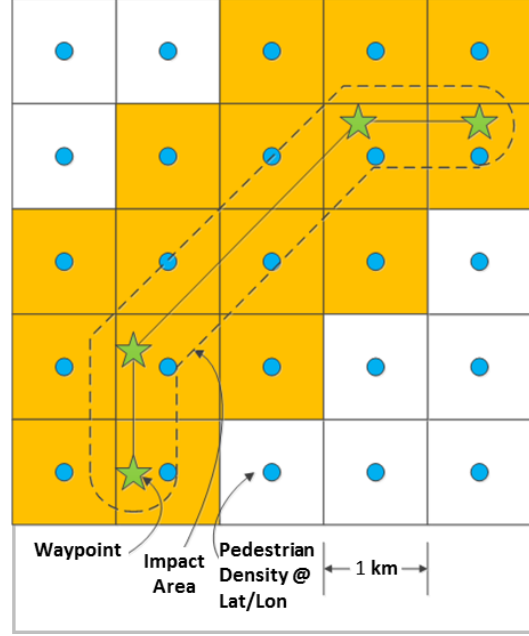 Waypoint
Impact
Area
Pedestrian
Density @
Lat/Lon
1 km